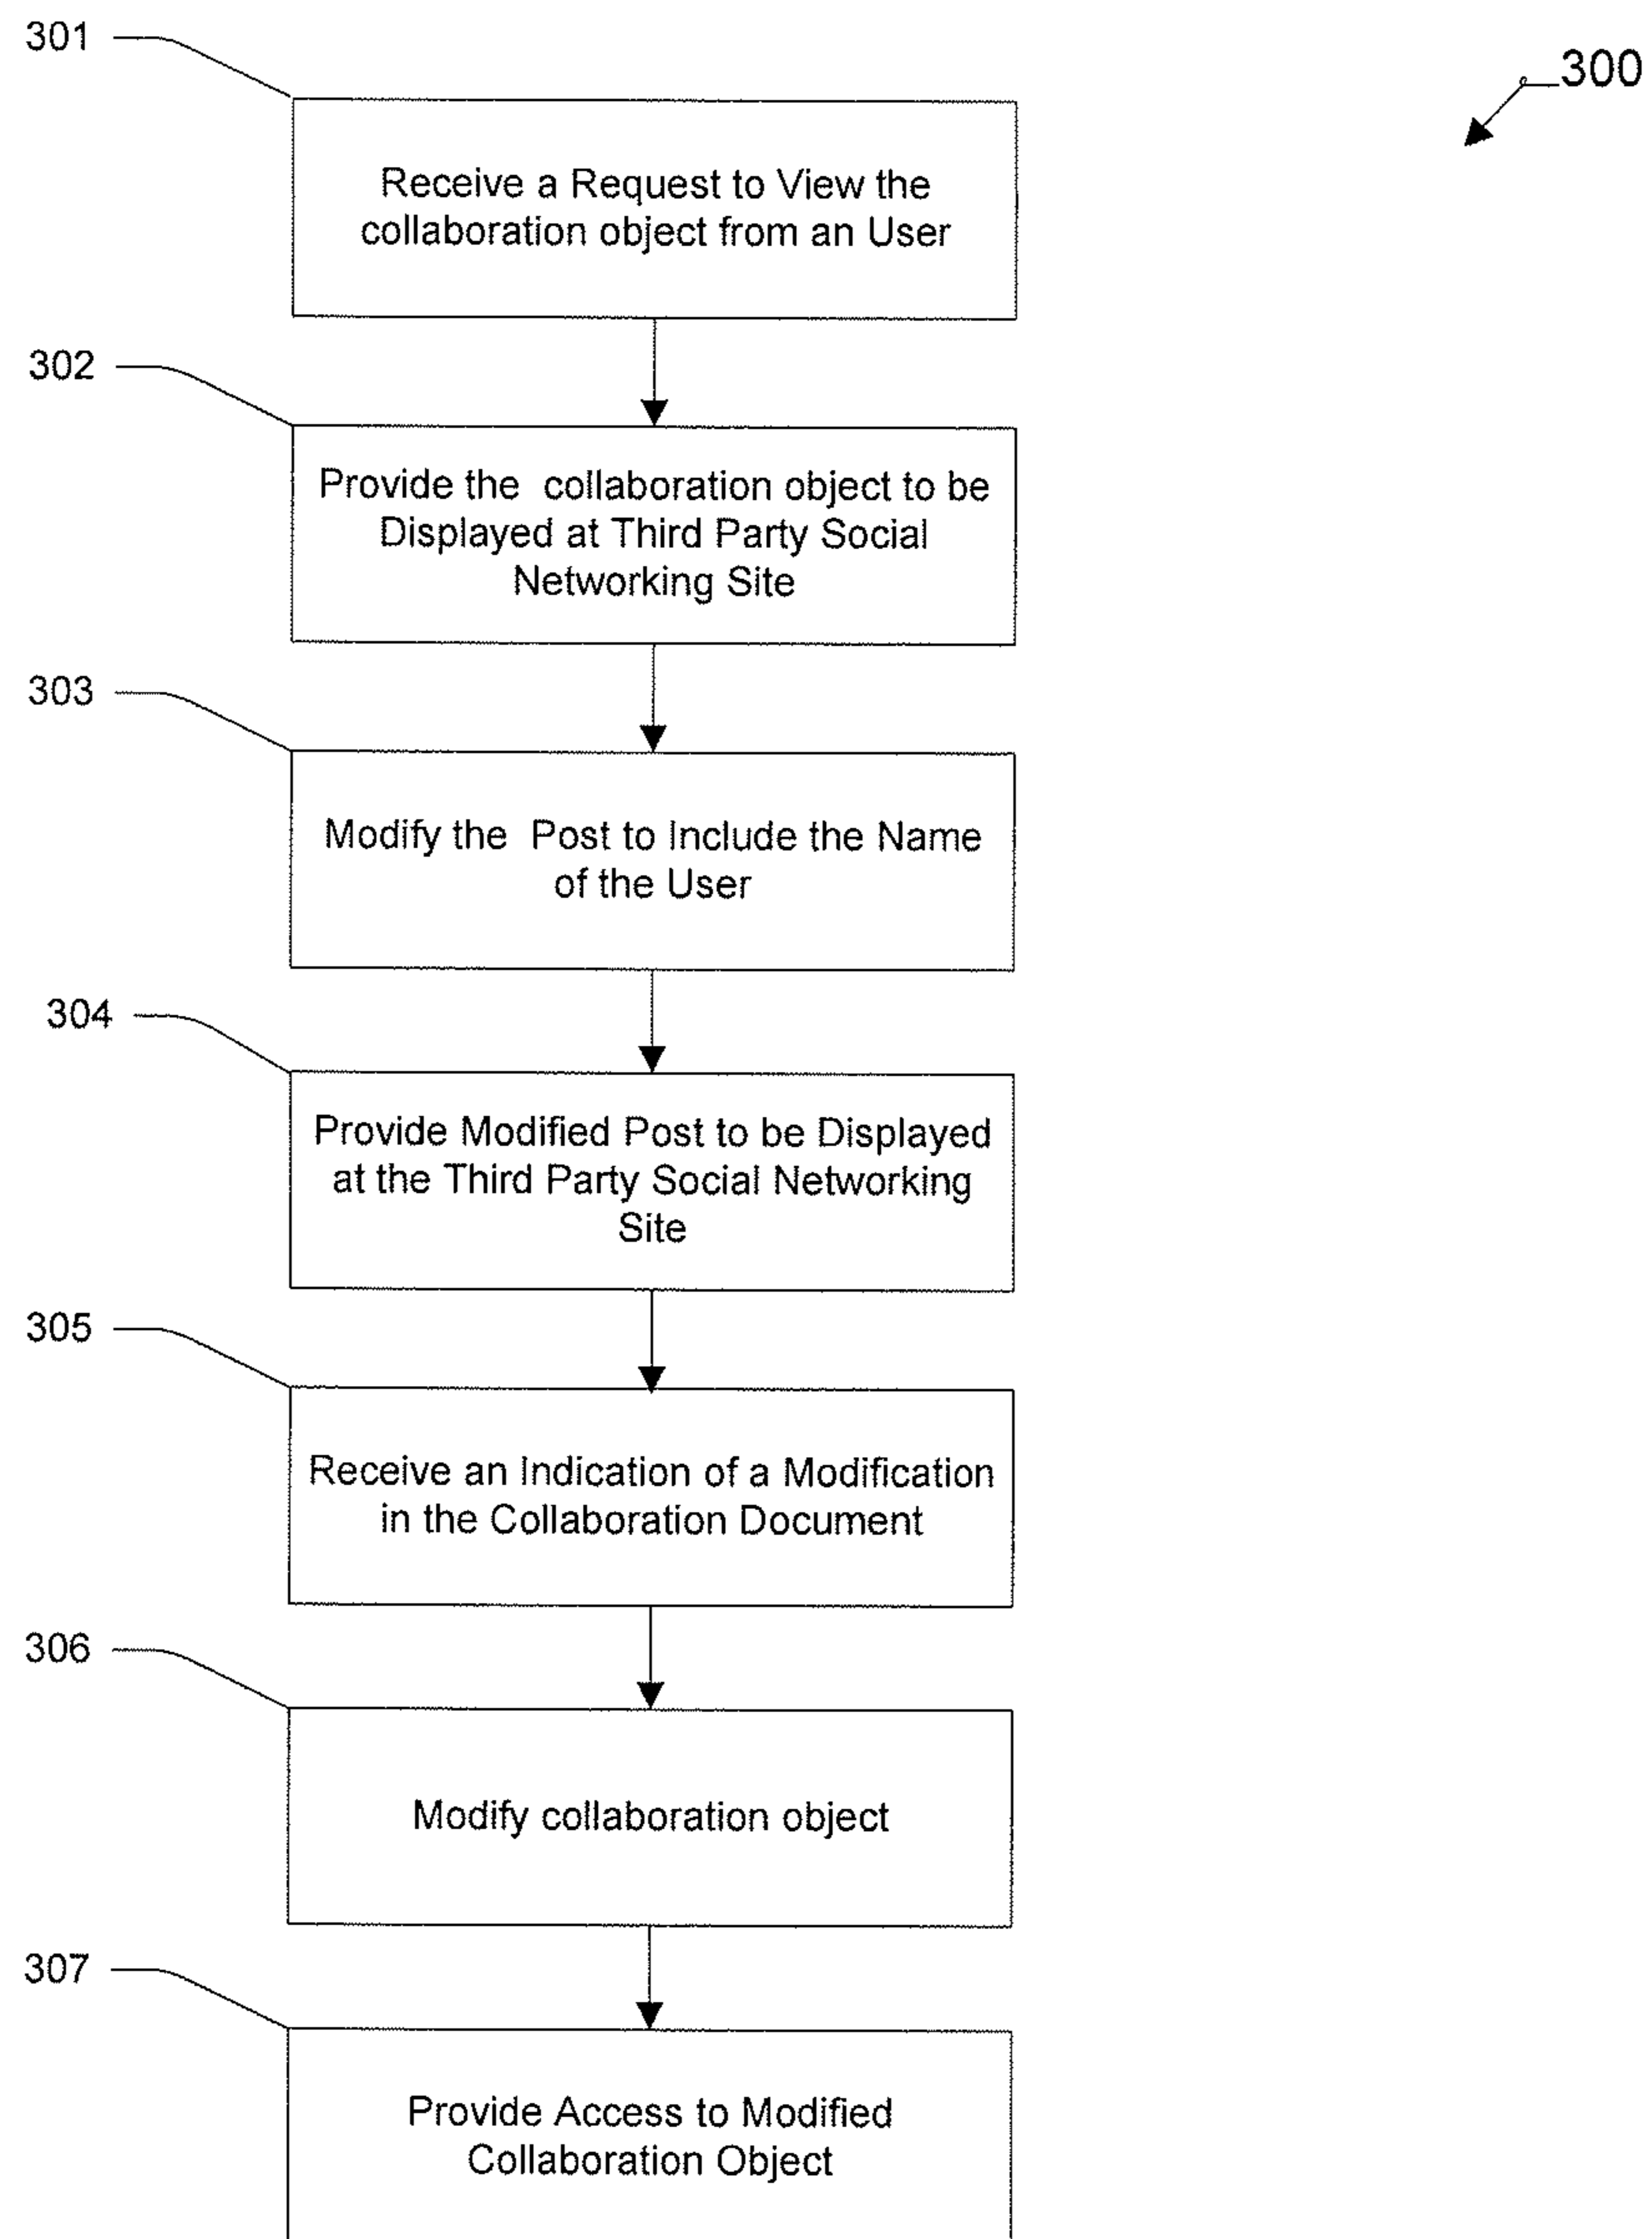 301
300
Receive a Request to View the
collaboration object from an User
302
Provide the collaboration object to be
Displayed at Third Party Social
Networking Site
303
Modify the Post to Include the Name
of the User
304
Provide Modified Post to be Displayed
at the Third Party Social Networking
Site
305
Receive an Indication of a Modification
in the Collaboration Document
306
Modify collaboration object
307
Provide Access to Modified
Collaboration Object